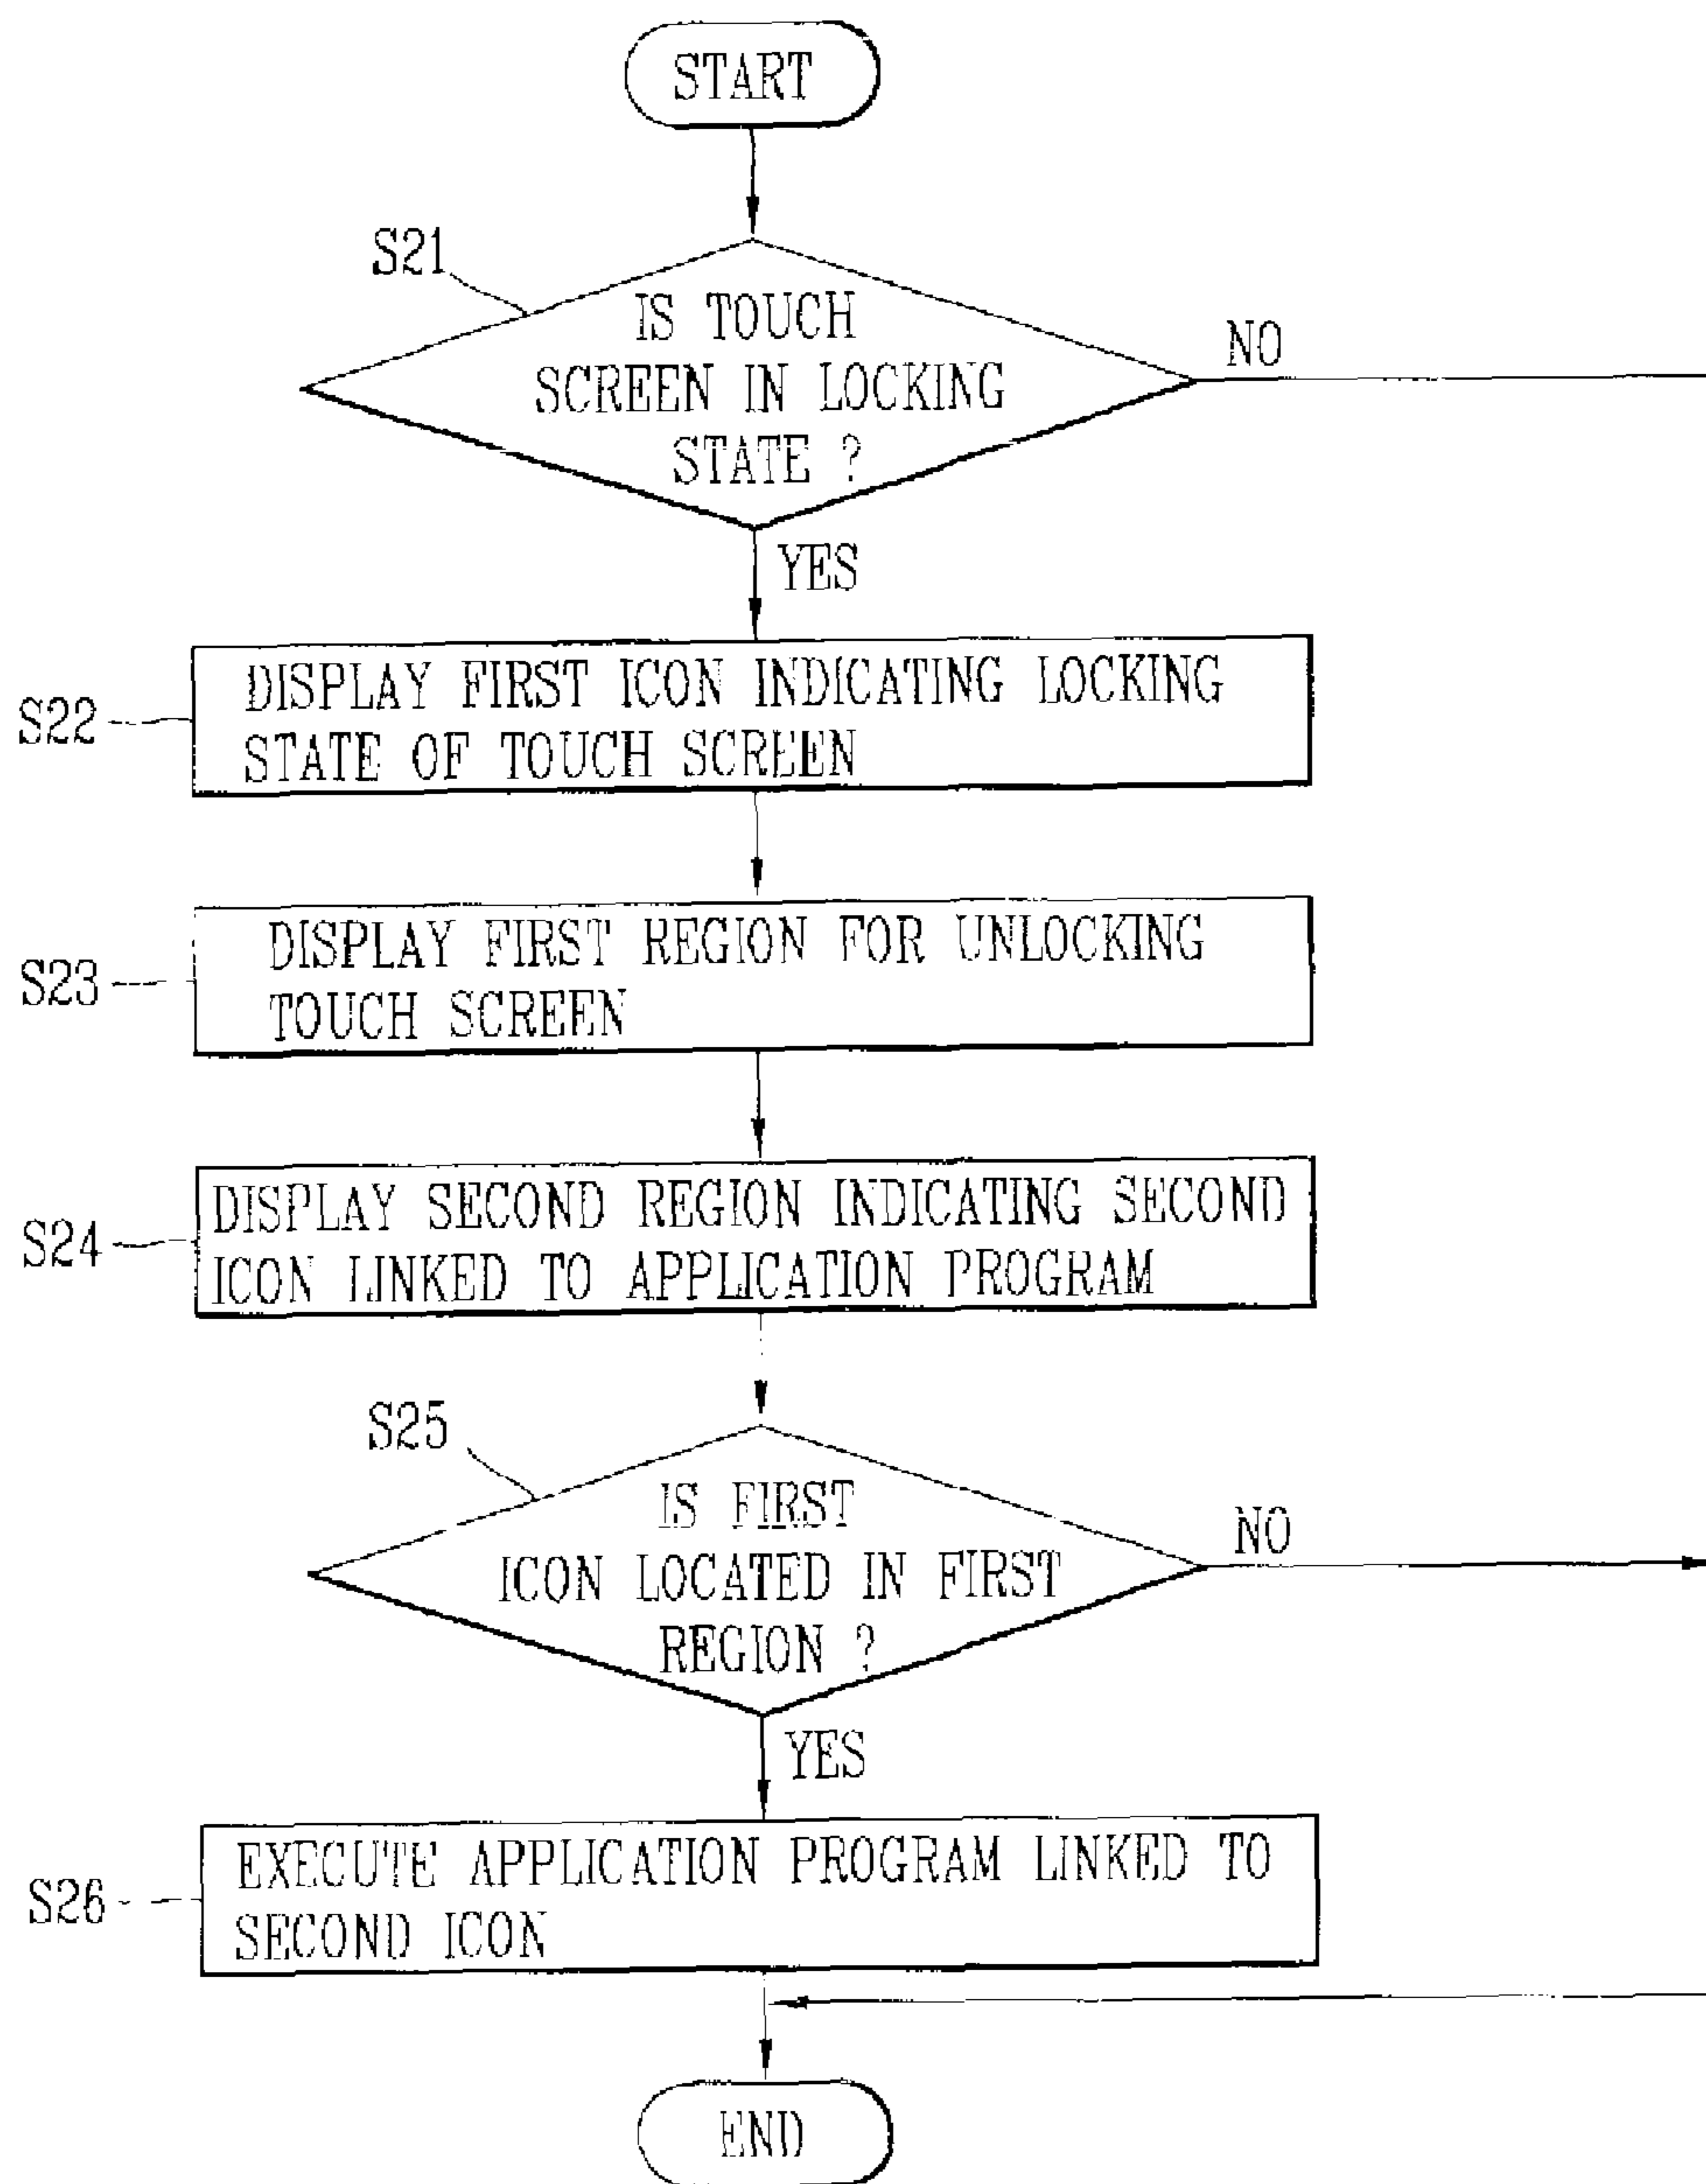 START
S21
IS TOUCH
SCREEN IN LOCKING
STATE ?
NO
YES
S22
DISPLAY FIRST ICON INDICATING LOCKING
STATE OF TOUCH SCREEN
S23
DISPLAY FIRST REGION FOR UNLOCKING
TOUCH SCREEN
S24
DISPLAY SECOND REGION INDICATING SECOND
ICON LINKED TO APPLICATION PROGRAM
S25
IS FIRST
ICON LOCATED IN FIRST
REGION ?
NO
YES
S26
EXECUTE APPLICATION PROGRAM LINKED TO
SECOND ICON
END